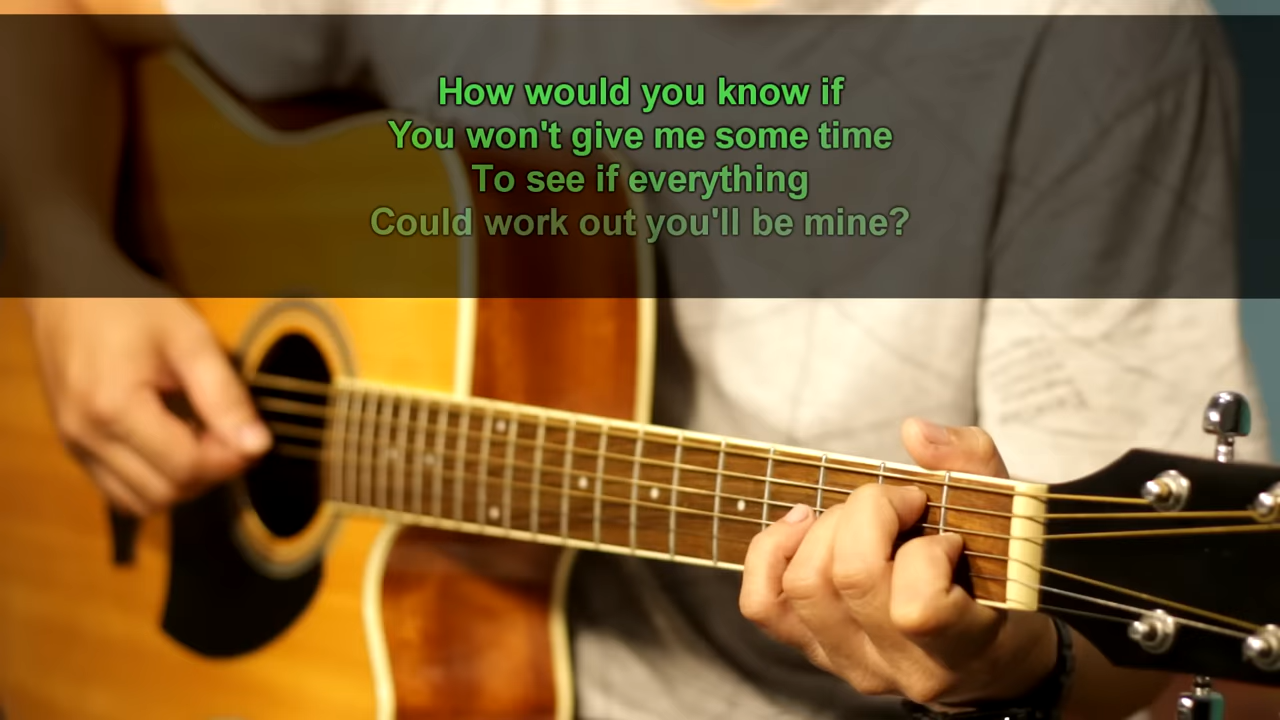 How would you know if
You won't give me some time
To see if everything
Could work out you'll be mine?